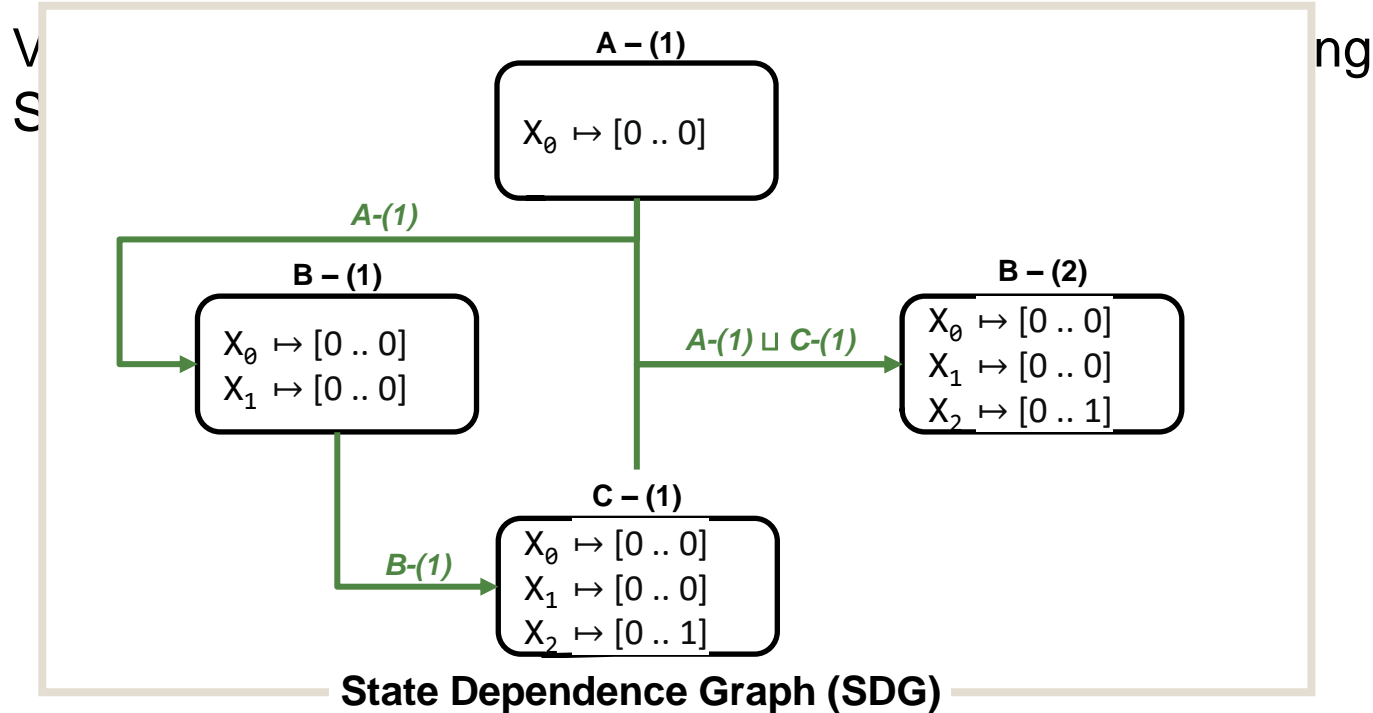 ng
A – (1)
X₀ ↦ [0 .. 0]
A-(1)
B – (1)
X₀ ↦ [0 .. 0]
X₁ ↦ [0 .. 0]
A-(1) ⊔ C-(1)
B – (2)
X₀ ↦ [0 .. 0]
X₁ ↦ [0 .. 0]
X₂ ↦ [0 .. 1]
B-(1)
C – (1)
X₀ ↦ [0 .. 0]
X₁ ↦ [0 .. 0]
X₂ ↦ [0 .. 1]
State Dependence Graph (SDG)